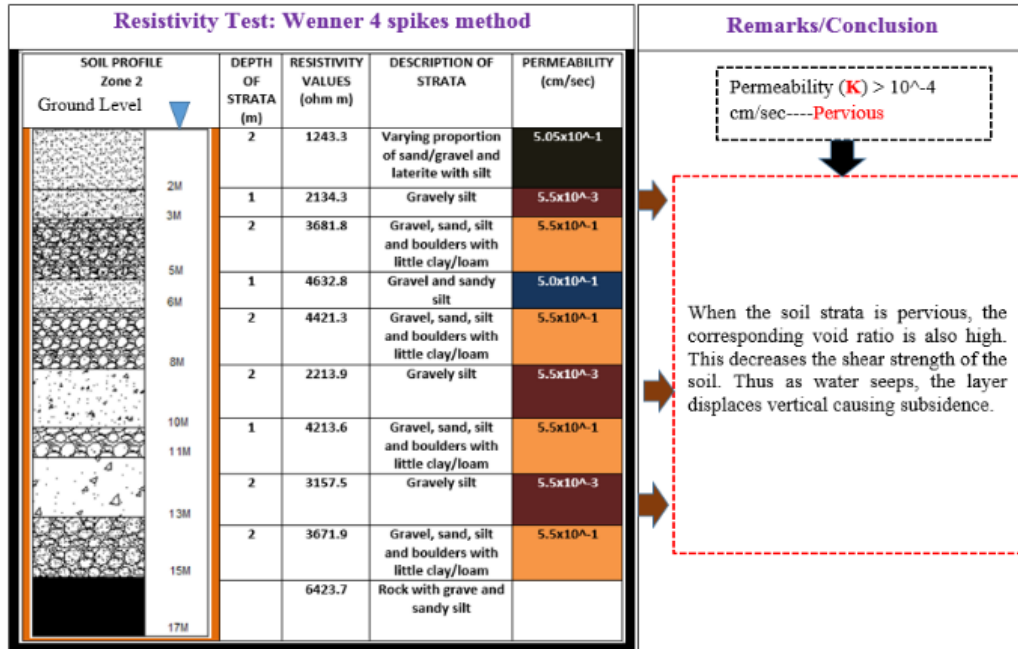 Resistivity Test: Wenner 4 spikes method
Remarks/Conclusion
SOIL PROFILE
Zone 2
Ground Level
DEPTH
OF
STRATA
(m)
RESISTIVITY
VALUES
(ohm m)
DESCRIPTION OF
STRATA
PERMEABILITY
(cm/sec)
2
1243.3
Varying proportion
of sand/gravel and
laterite with silt
5.05x10^-1
2M
1
2134.3
Gravely silt
5.5x10^-3
3M
2
3681.8
Gravel, sand, silt
and boulders with
little clay/loam
5.5x10^-1
5M
1
4632.8
Gravel and sandy
silt
5.0x10^-1
6M
2
4421.3
Gravel, sand, silt
and boulders with
little clay/loam
5.5x10^-1
8M
2
2213.9
Gravely silt
5.5x10^-3
10M
1
4213.6
Gravel, sand, silt
and boulders with
little clay/loam
5.5x10^-1
11M
2
3157.5
Gravely silt
5.5x10^-3
13M
2
3671.9
Gravel, sand, silt
and boulders with
little clay/loam
5.5x10^-1
15M
6423.7
Rock with grave and
sandy silt
17M
Permeability (K) > 10^-4
cm/sec----Pervious
When the soil strata is pervious, the
corresponding void ratio is also high.
This decreases the shear strength of the
soil. Thus as water seeps, the layer
displaces vertical causing subsidence.